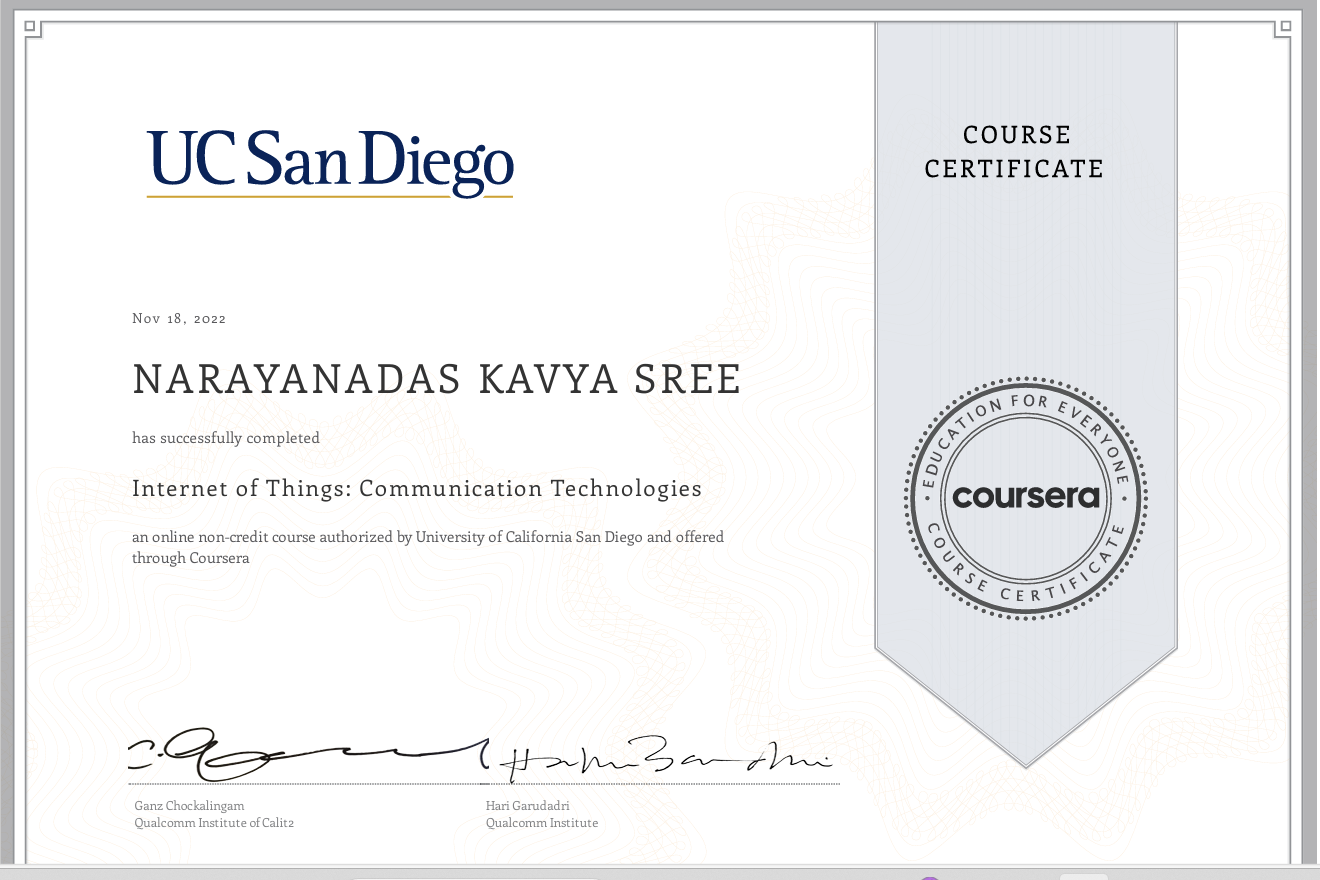 UC San Diego
COURSE
CERTIFICATE
Nov 18, 2022
NARAYANADAS KAVYA SREE
has successfully completed
Internet of Things: Communication Technologies
an online non-credit course authorized by University of California San Diego and offered
through Coursera
EDUCATION FOR EVERYONE
coursera
COURSE CERTIFICATE
Ganz Chockalingam
Qualcomm Institute of Calit2
Hari Garudadri
Qualcomm Institute